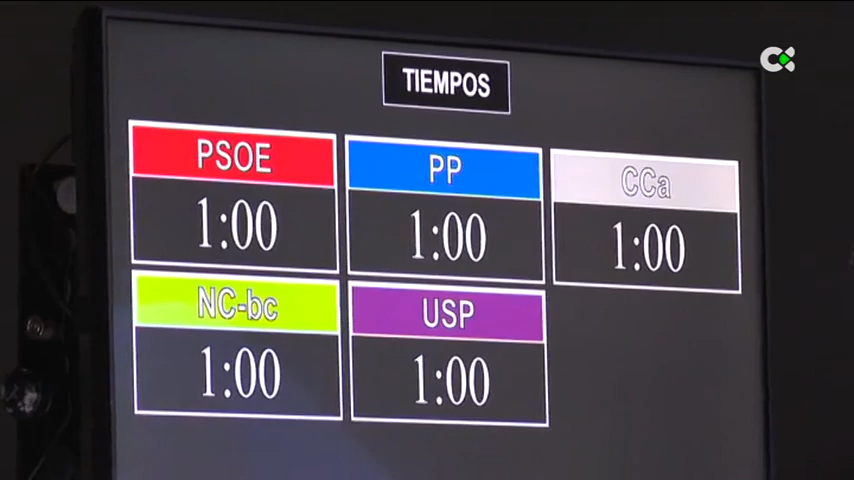 TIEMPOS
PSOE
1:00
PP
1:00
CCa
1:00
NC-bc
1:00
USP
1:00